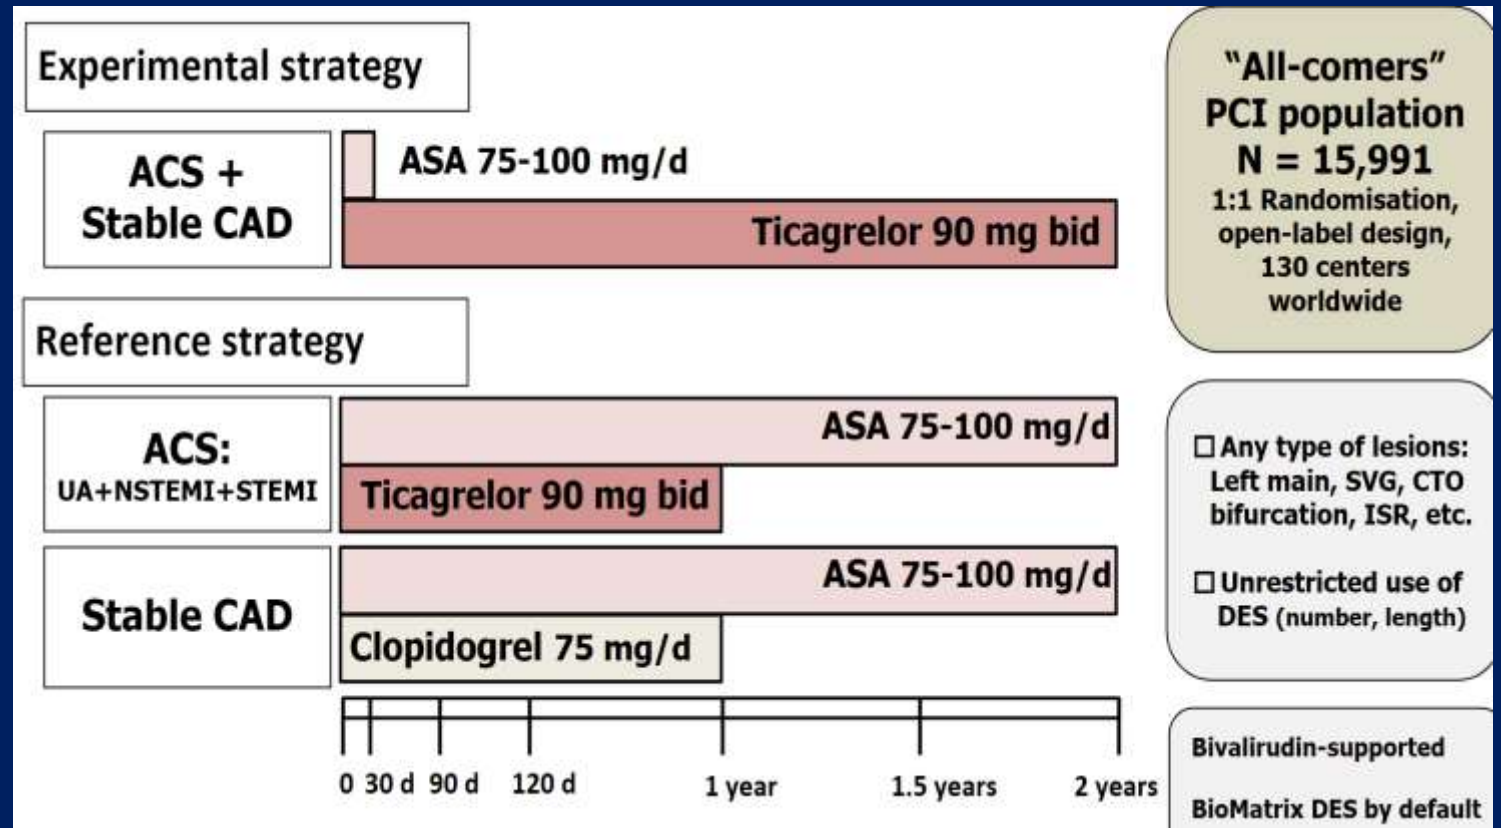 Experimental strategy
ACS +
Stable CAD
ASA 75-100 mg/d
Ticagrelor 90 mg bid
Reference strategy
ACS:
UA+NSTEMI+STEMI
ASA 75-100 mg/d
Ticagrelor 90 mg bid
Stable CAD
ASA 75-100 mg/d
Clopidogrel 75 mg/d
0 30 d 90 d 120 d 1 year 1.5 years 2 years
“All-comers”
PCI population
N = 15,991
1:1 Randomisation,
open-label design,
130 centers
worldwide
☐ Any type of lesions:
Left main, SVG, CTO
bifurcation, ISR, etc.
☐ Unrestricted use of
DES (number, length)
Bivalirudin-supported
BioMatrix DES by default